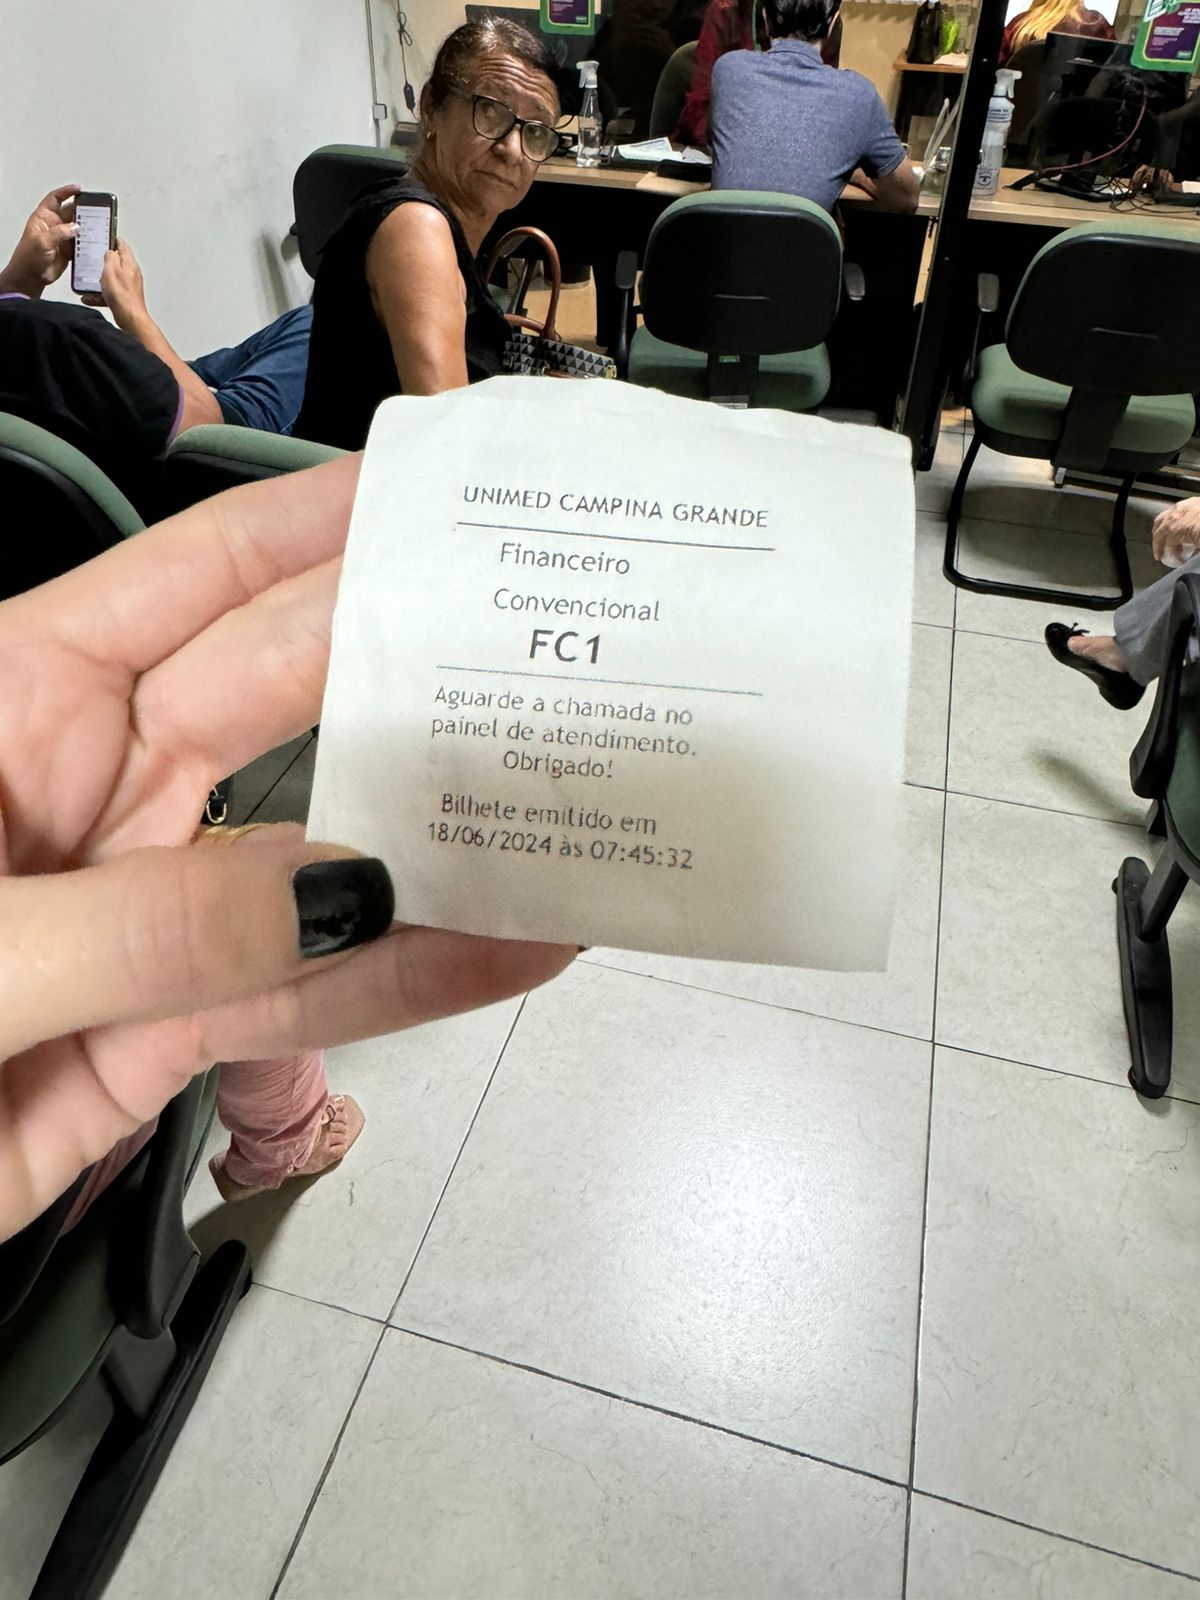 UNIMED CAMPINA GRANDE
Financeiro
Convencional
FC1
Aguarde a chamada no
painel de atendimento.
Obrigado!
Bilhete emitido em
18/06/2024 às 07:45:32